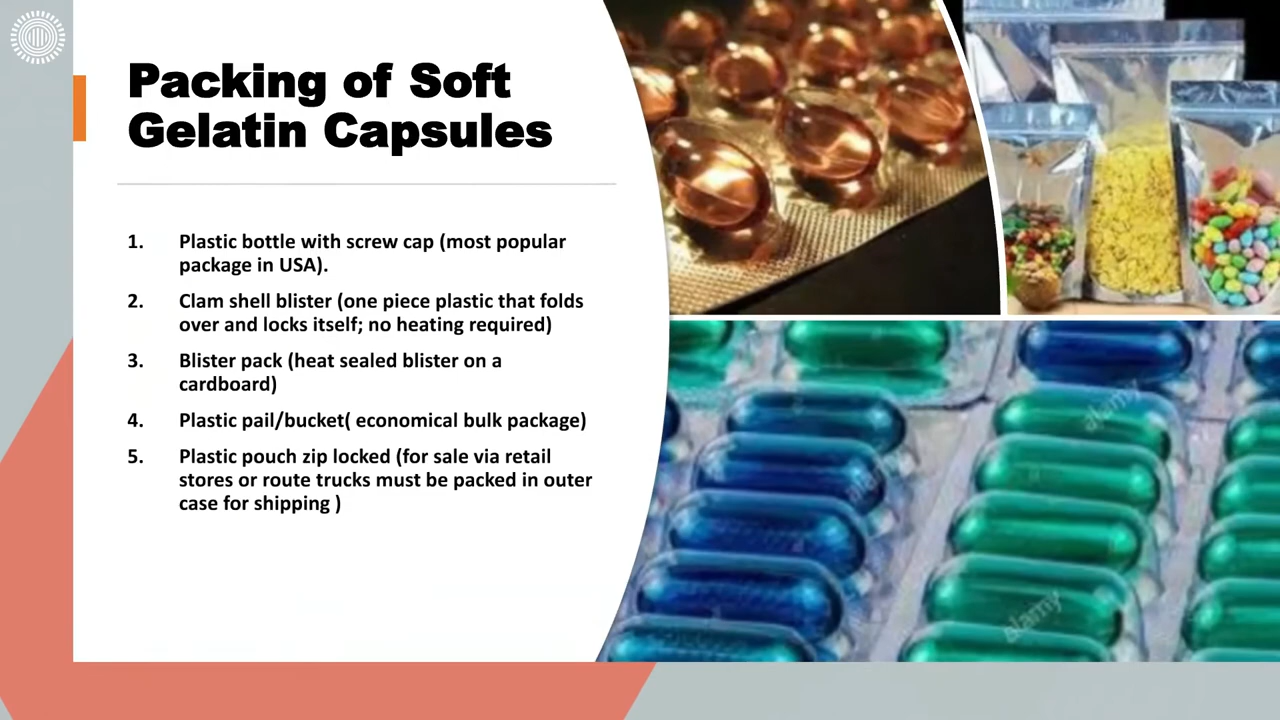 Packing of Soft
Gelatin Capsules
1. Plastic bottle with screw cap (most popular
package in USA).
2. Clam shell blister (one piece plastic that folds
over and locks itself; no heating required)
3. Blister pack (heat sealed blister on a
cardboard)
4. Plastic pail/bucket( economical bulk package)
5. Plastic pouch zip locked (for sale via retail
stores or route trucks must be packed in outer
case for shipping )
alamy
alamy
alamy